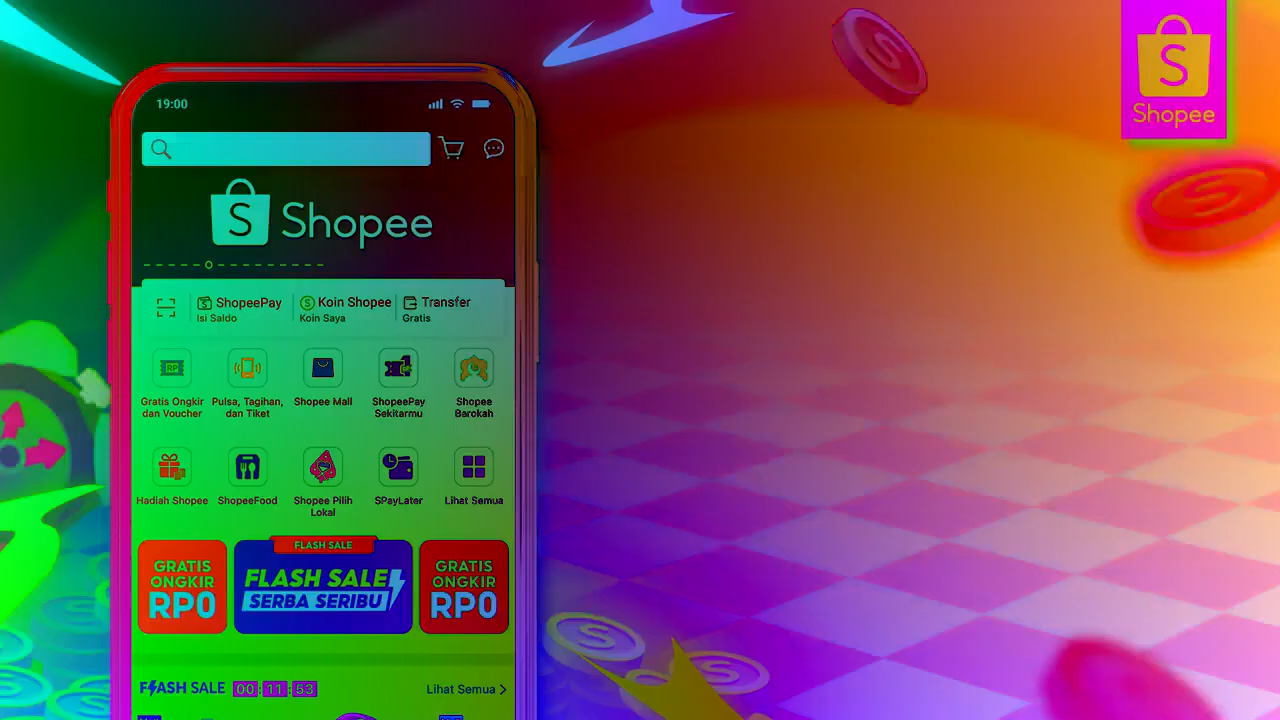 19:00
S
Shopee
S Shopee
ShopeePay
Isi Saldo
Koin Shopee
Koin Saya
Transfer
Gratis
RP
Gratis Ongkir
dan Voucher
Pulsa, Tagihan,
dan Tiket
Shopee Mall
ShopeePay
Sekitarmu
Shopee
Barokah
Hadiah Shopee
ShopeeFood
Shopee Pilih
Lokal
SPayLater
Lihat Semua
GRATIS
ONGKIR
RP0
FLASH SALE
FLASH SALE
SERBA SERIBU
GRATIS
ONGKIR
RP0
FLASH SALE 00:11:53
Lihat Semua